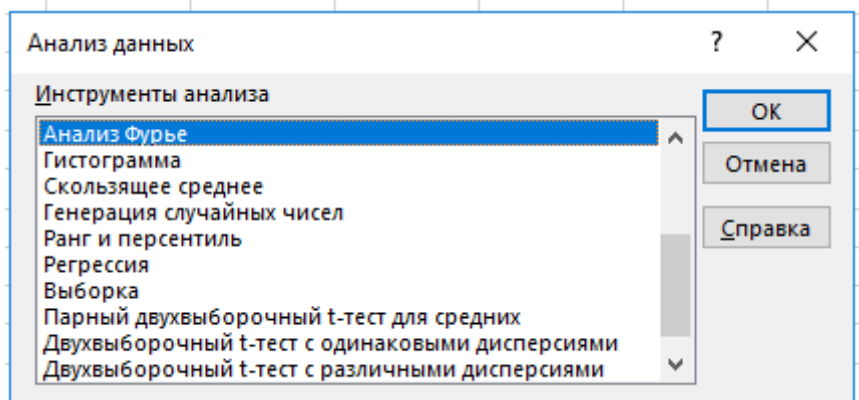 Анализ данных
?
Инструменты анализа
ОК
Анализ Фурье
Гистограмма
Отмена
Скользящее среднее
Генерация случайных чисел
Справка
Ранг и персентиль
Регрессия
Выборка
Парный двухвыборочный t-тест для средних
Двухвыборочный t-тест с одинаковыми дисперсиями
Двухвыборочный t-тест с различными дисперсиями